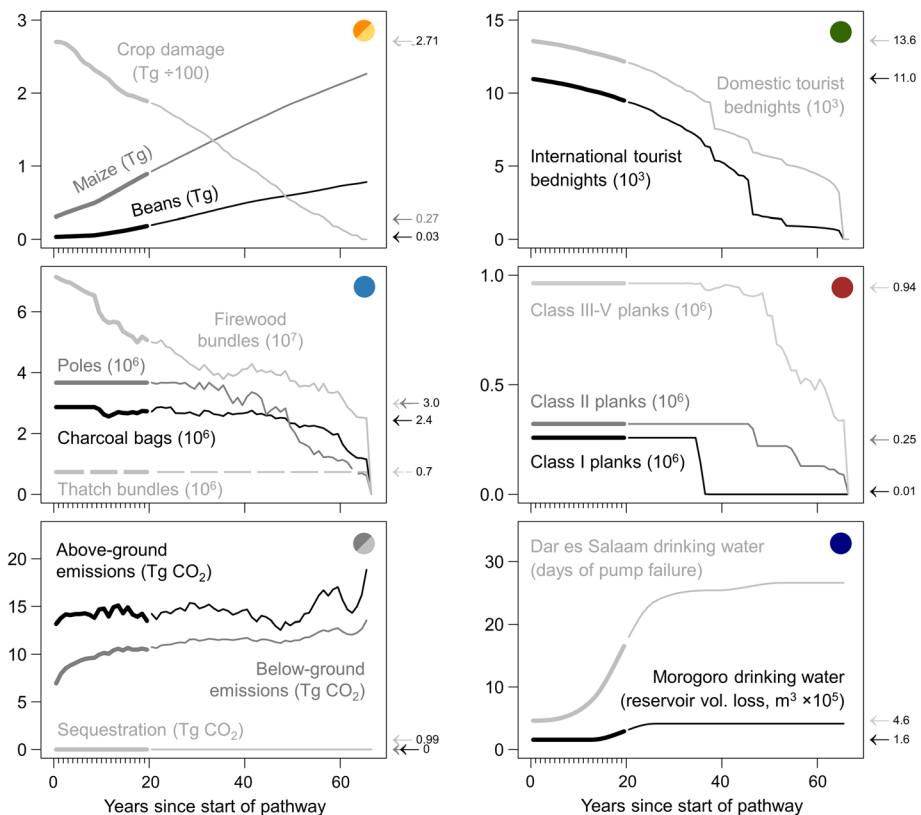 3
2
1
0
Crop damage
(Tg ÷100)
Maize (Tg)
Beans (Tg)
2.71
0.27
0.03
15
10
5
0
Domestic tourist
bednights (10³)
International tourist
bednights (10³)
13.6
11.0
6
4
2
0
Firewood
bundles (10⁷)
Poles (10⁶)
Charcoal bags (10⁶)
Thatch bundles (10⁶)
3.0
2.4
0.7
1.0
0.5
0.0
Class III-V planks (10⁶)
Class II planks (10⁶)
Class I planks (10⁶)
0.94
0.25
0.01
20
15
10
5
0
Above-ground
emissions (Tg CO₂)
Below-ground
emissions (Tg CO₂)
Sequestration (Tg CO₂)
0.99
0
0 20 40 60
Years since start of pathway
30
20
10
0
Dar es Salaam drinking water
(days of pump failure)
Morogoro drinking water
(reservoir vol. loss, m³ ×10⁵)
4.6
1.6
0 20 40 60
Years since start of pathway